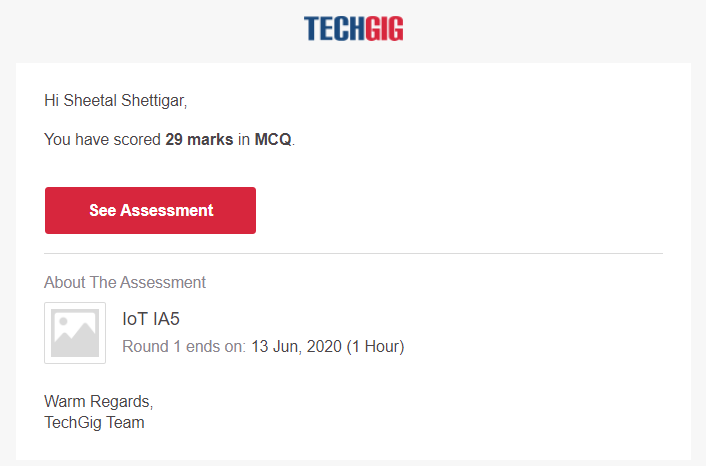 TECHGIG
Hi Sheetal Shettigar,
You have scored 29 marks in MCQ.
See Assessment
About The Assessment
IoT IA5
Round 1 ends on: 13 Jun, 2020 (1 Hour)
Warm Regards,
TechGig Team